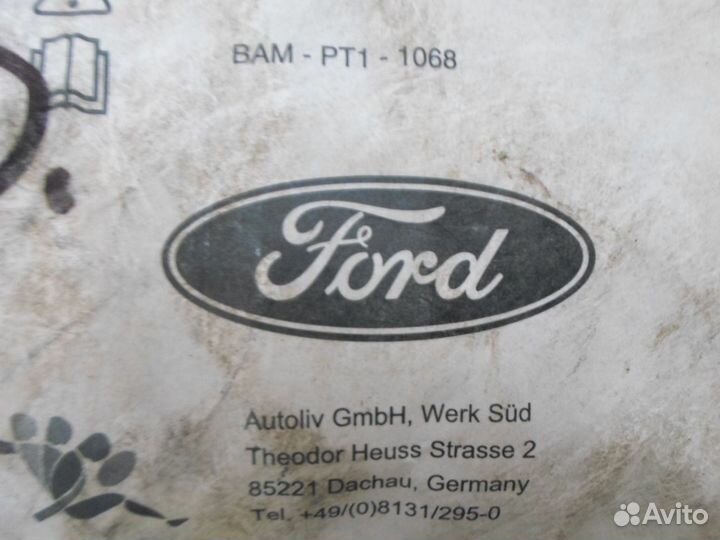 BAM - PT1 - 1068
Ford
Autoliv GmbH, Werk Süd
Theodor Heuss Strasse 2
85221 Dachau, Germany
Tel. +49/(0)8131/295-0
Avito